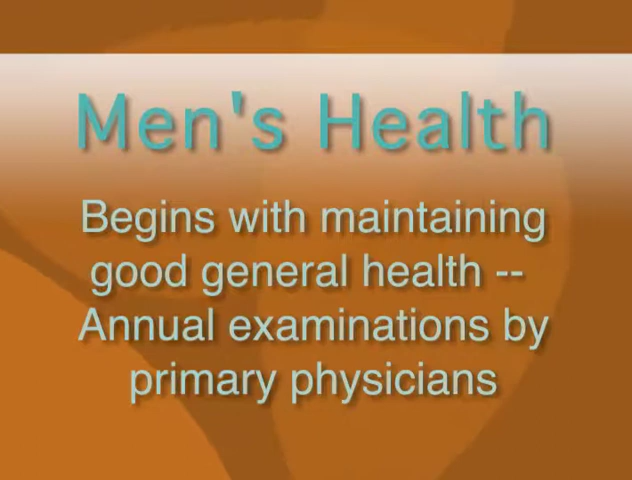 Men's Health
Begins with maintaining
good general health --
Annual examinations by
primary physicians